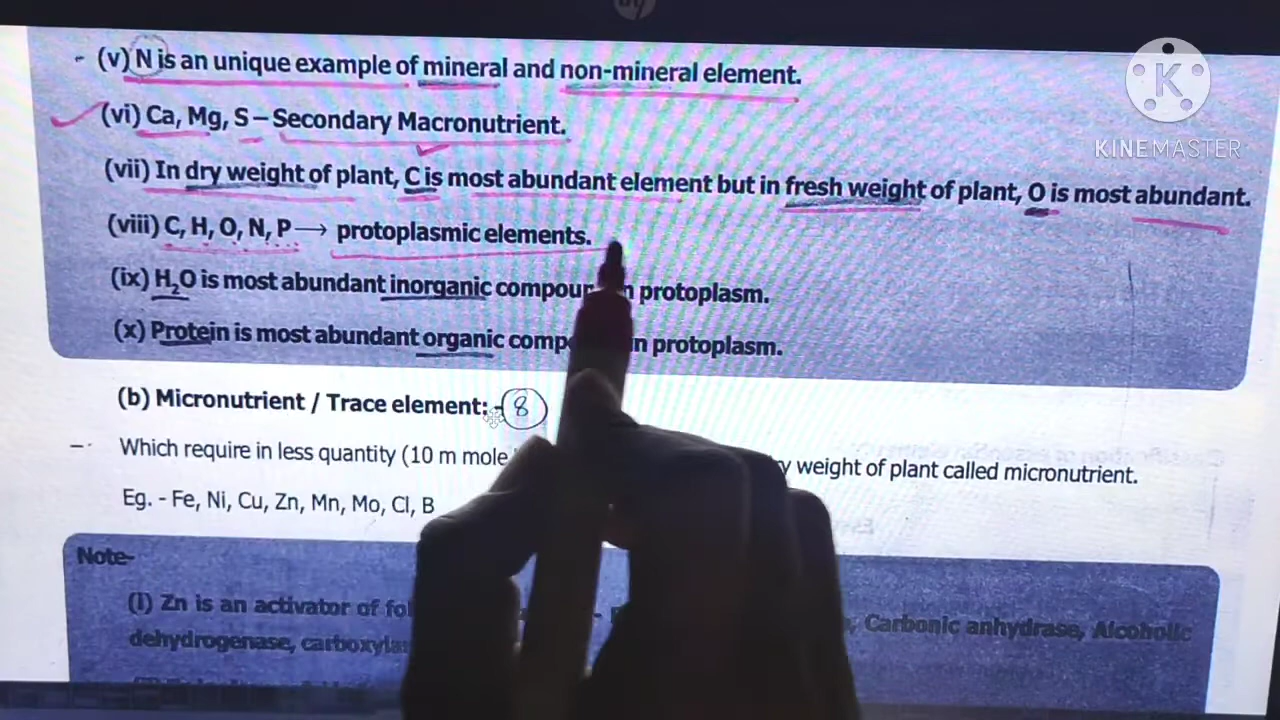 hp
K
KINEMASTER
(v) N is an unique example of mineral and non-mineral element.
(vi) Ca, Mg, S – Secondary Macronutrient.
(vii) In dry weight of plant, C is most abundant element but in fresh weight of plant, O is most abundant.
(viii) C, H, O, N, P → protoplasmic elements.
(ix) H₂O is most abundant inorganic protoplasm.
(x) Protein is most abundant organic protoplasm.
(b) Micronutrient / Trace element:- 8
Which require in less quantity (10 m mole weight of plant called micronutrient.
Eg. - Fe, Ni, Cu, Zn, Mn, Mo, Cl, B
Note-
(I) Zn is an activator of Carbonic anhydrase, Alcoholic
dehydrogenase,